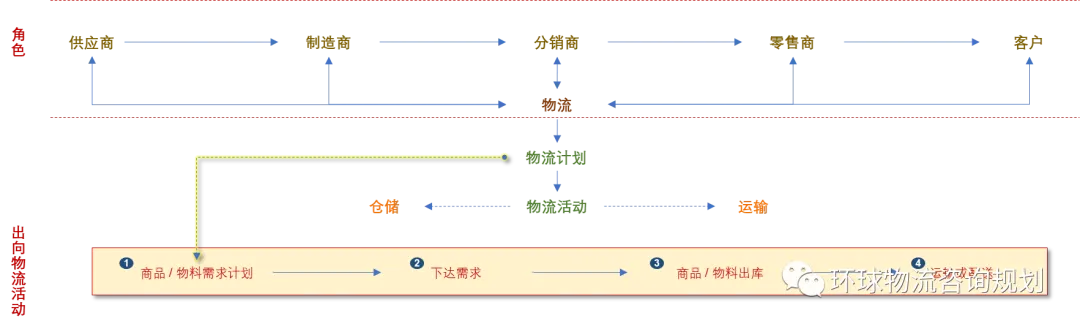 角色
供应商
制造商
分销商
零售商
客户
物流
物流计划
仓储
物流活动
运输
出向物流活动
1 商品 / 物料需求计划
2 下达需求
3 商品 / 物料出库
4
环球物流咨询规划